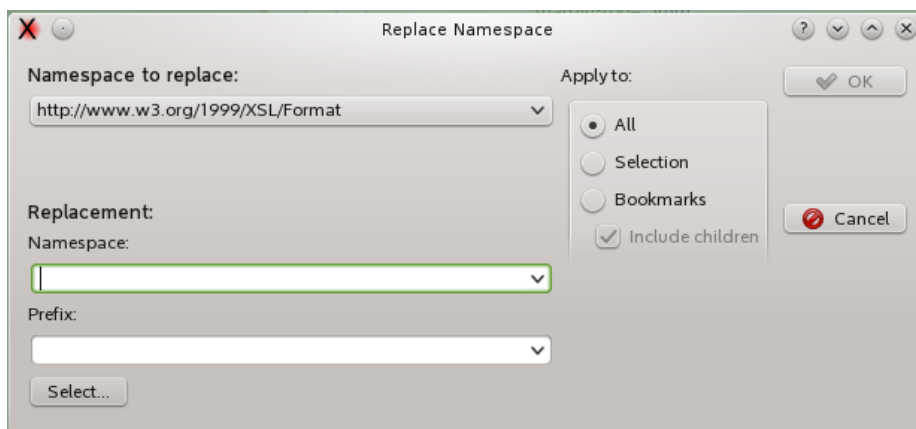 Replace Namespace
Namespace to replace:
http://www.w3.org/1999/XSL/Format
Apply to:
OK
All
Selection
Bookmarks
Include children
Cancel
Replacement:
Namespace:
Prefix:
Select...